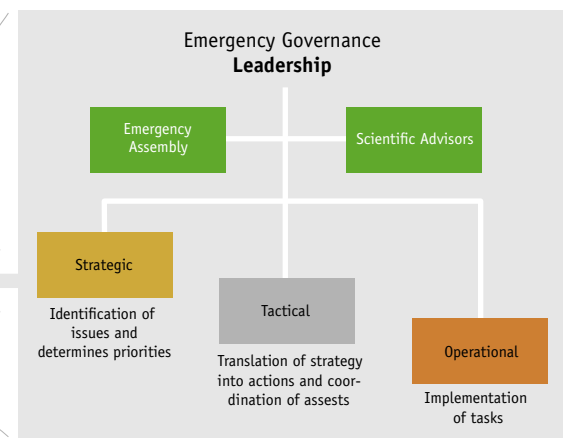 Emergency Governance
Leadership
Emergency
Assembly
Scientific Advisors
Strategic
Identification of
issues and
determines priorities
Tactical
Translation of strategy
into actions and coor-
dination of assests
Operational
Implementation
of tasks